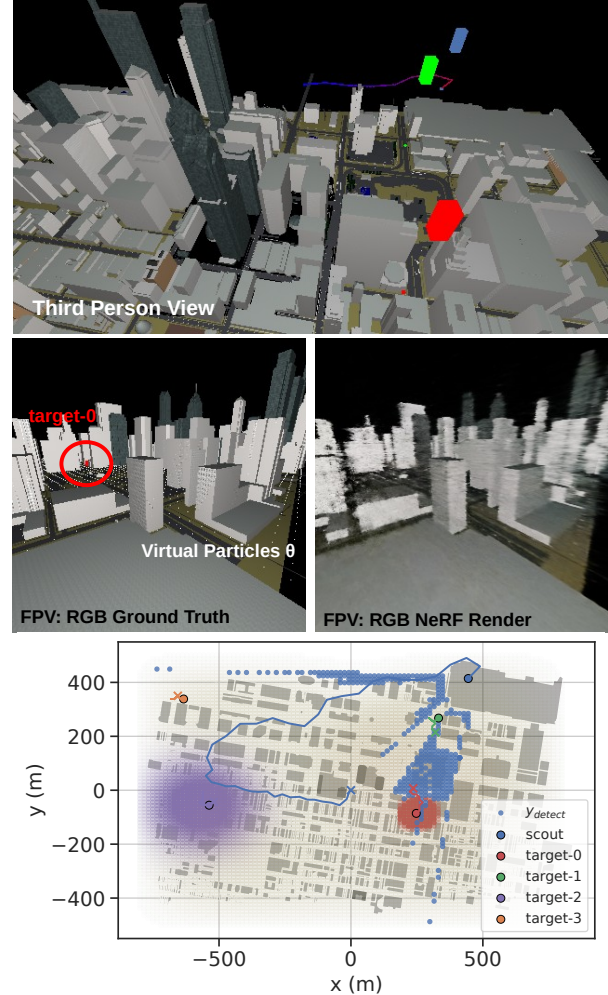 Third Person View
target-0
Virtual Particles θ
FPV: RGB Ground Truth
FPV: RGB NeRF Render
400
200
0
−200
−400
y (m)
−500
0
500
x (m)
y_detect
scout
target-0
target-1
target-2
target-3